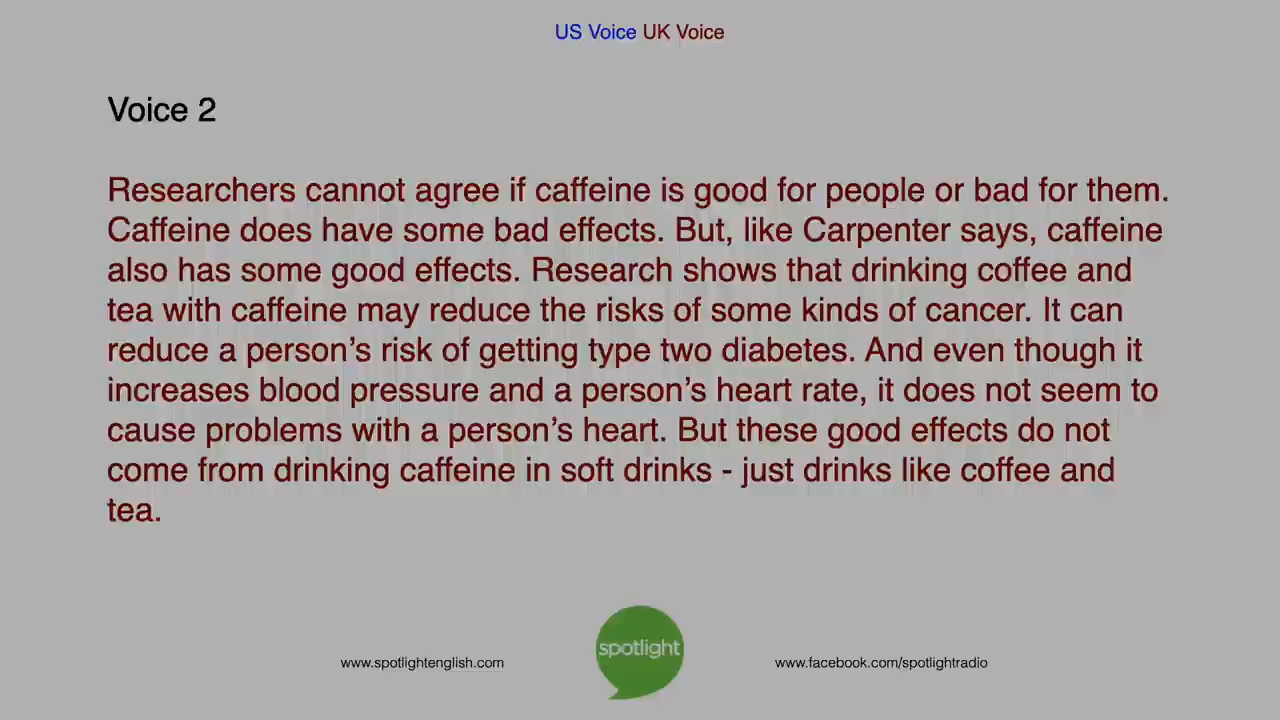 US Voice UK Voice
Voice 2
Researchers cannot agree if caffeine is good for people or bad for them.
Caffeine does have some bad effects. But, like Carpenter says, caffeine
also has some good effects. Research shows that drinking coffee and
tea with caffeine may reduce the risks of some kinds of cancer. It can
reduce a person’s risk of getting type two diabetes. And even though it
increases blood pressure and a person’s heart rate, it does not seem to
cause problems with a person’s heart. But these good effects do not
come from drinking caffeine in soft drinks - just drinks like coffee and
tea.
spotlight
www.spotlightenglish.com
www.facebook.com/spotlightradio